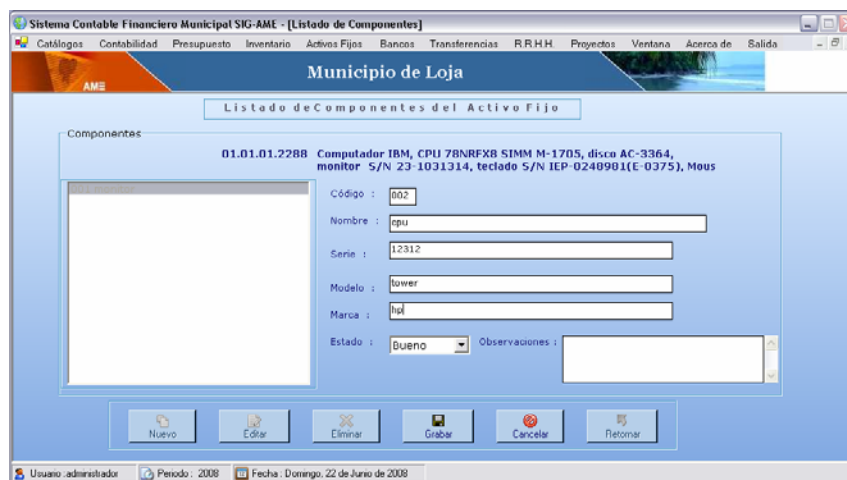 Sistema Contable Financiero Municipal SIG-AME - [Listado de Componentes]
Catálogos Contabilidad Presupuesto Inventario Activos Fijos Bancos Transferencias R.R.H.H. Proyectos Ventana Acerca de Salida
AME
Municipio de Loja
Listado deComponentes del Activo Fijo
Componentes
01.01.01.2288 Computador IBM, CPU 78NRFX8 SIMM M-1705, disco AC-3364,
monitor S/N 23-1031314, teclado S/N IEP-0248981(E-0375), Mous
001 monitor
Código : 002
Nombre : cpu
Serie : 12312
Modelo : tower
Marca : hp
Estado : Bueno Observaciones :
Nuevo Editar Eliminar Grabar Cancelar Retornar
Usuario :administrador Periodo : 2008 Fecha : Domingo, 22 de Junio de 2008